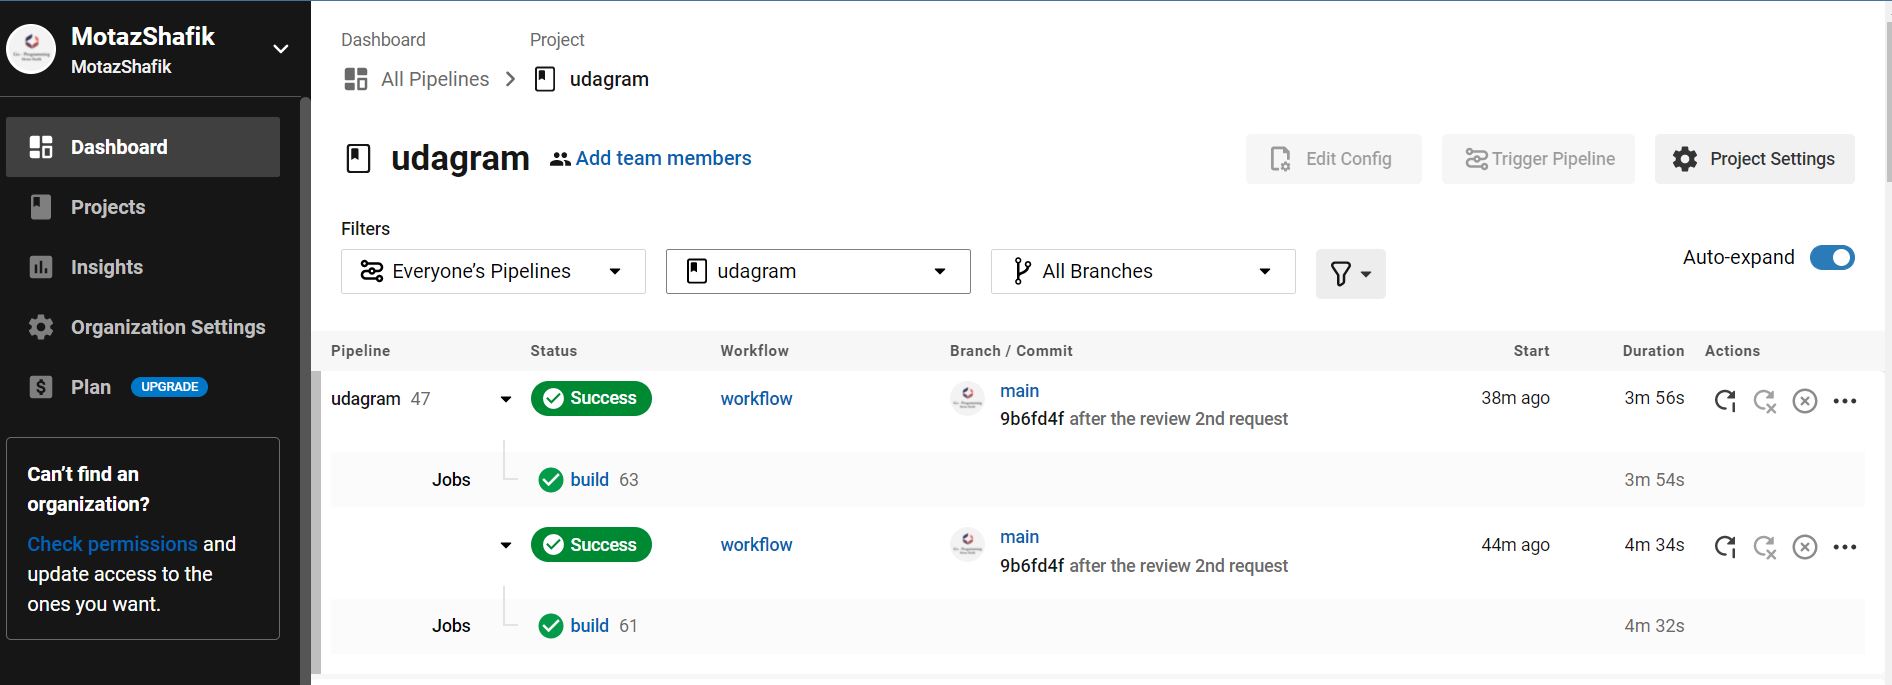 MotazShafik
MotazShafik
Dashboard
Projects
Insights
Organization Settings
Plan UPGRADE
Can't find an
organization?
Check permissions and
update access to the
ones you want.
Dashboard Project
All Pipelines udagram
udagram Add team members
Edit Config Trigger Pipeline Project Settings
Filters
Everyone's Pipelines udagram All Branches
Auto-expand
Pipeline Status Workflow Branch / Commit Start Duration Actions
udagram 47 Success workflow main 38m ago 3m 56s
9b6fd4f after the review 2nd request
Jobs build 63 3m 54s
Success workflow main 44m ago 4m 34s
9b6fd4f after the review 2nd request
Jobs build 61 4m 32s